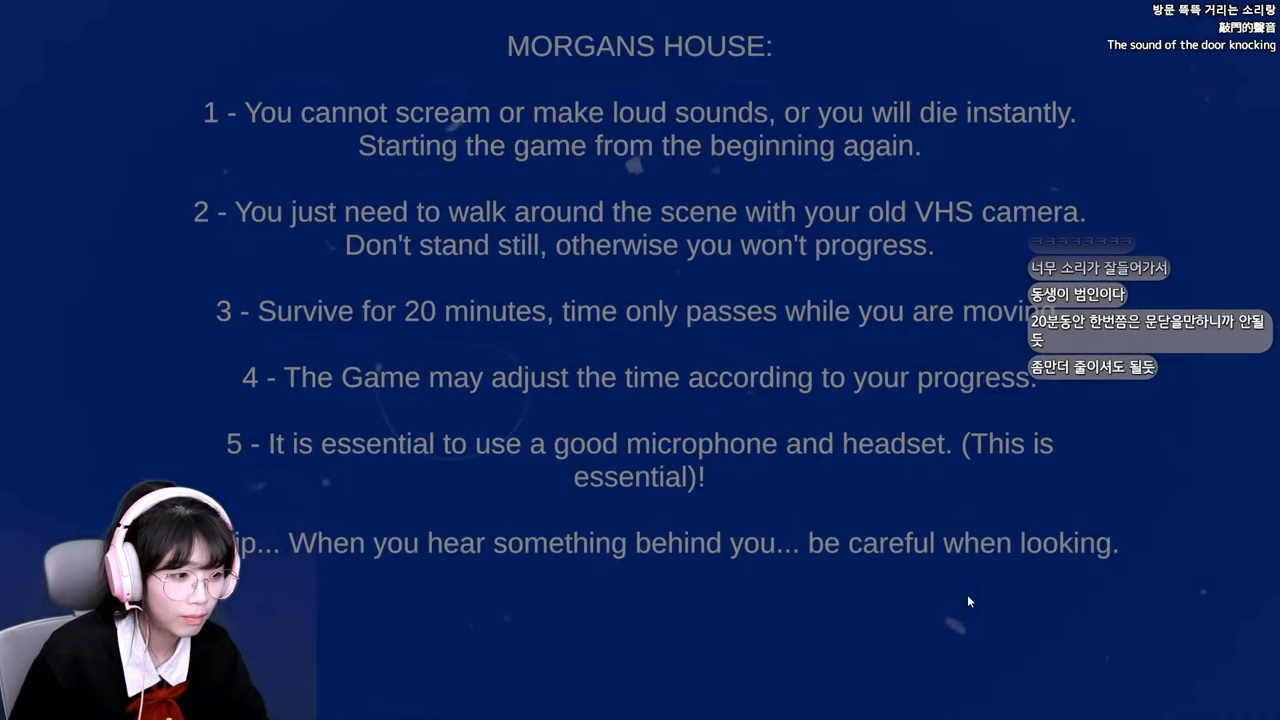 방문 똑똑 거리는 소리랑
敲門的聲音
The sound of the door knocking
MORGANS HOUSE:
1 - You cannot scream or make loud sounds, or you will die instantly.
Starting the game from the beginning again.
2 - You just need to walk around the scene with your old VHS camera.
Don't stand still, otherwise you won't progress.
3 - Survive for 20 minutes, time only passes while you are moving
4 - The Game may adjust the time according to your progress.
5 - It is essential to use a good microphone and headset. (This is
essential)!
ip... When you hear something behind you... be careful when looking.
ㅋㅋㅋㅋㅋㅋㅋㅋ
너무 소리가 잘들어가서
동생이 범인이다
20분동안 한번쯤은 문닫을만하니까 안될
듯
좀만더 줄이셔도 될듯